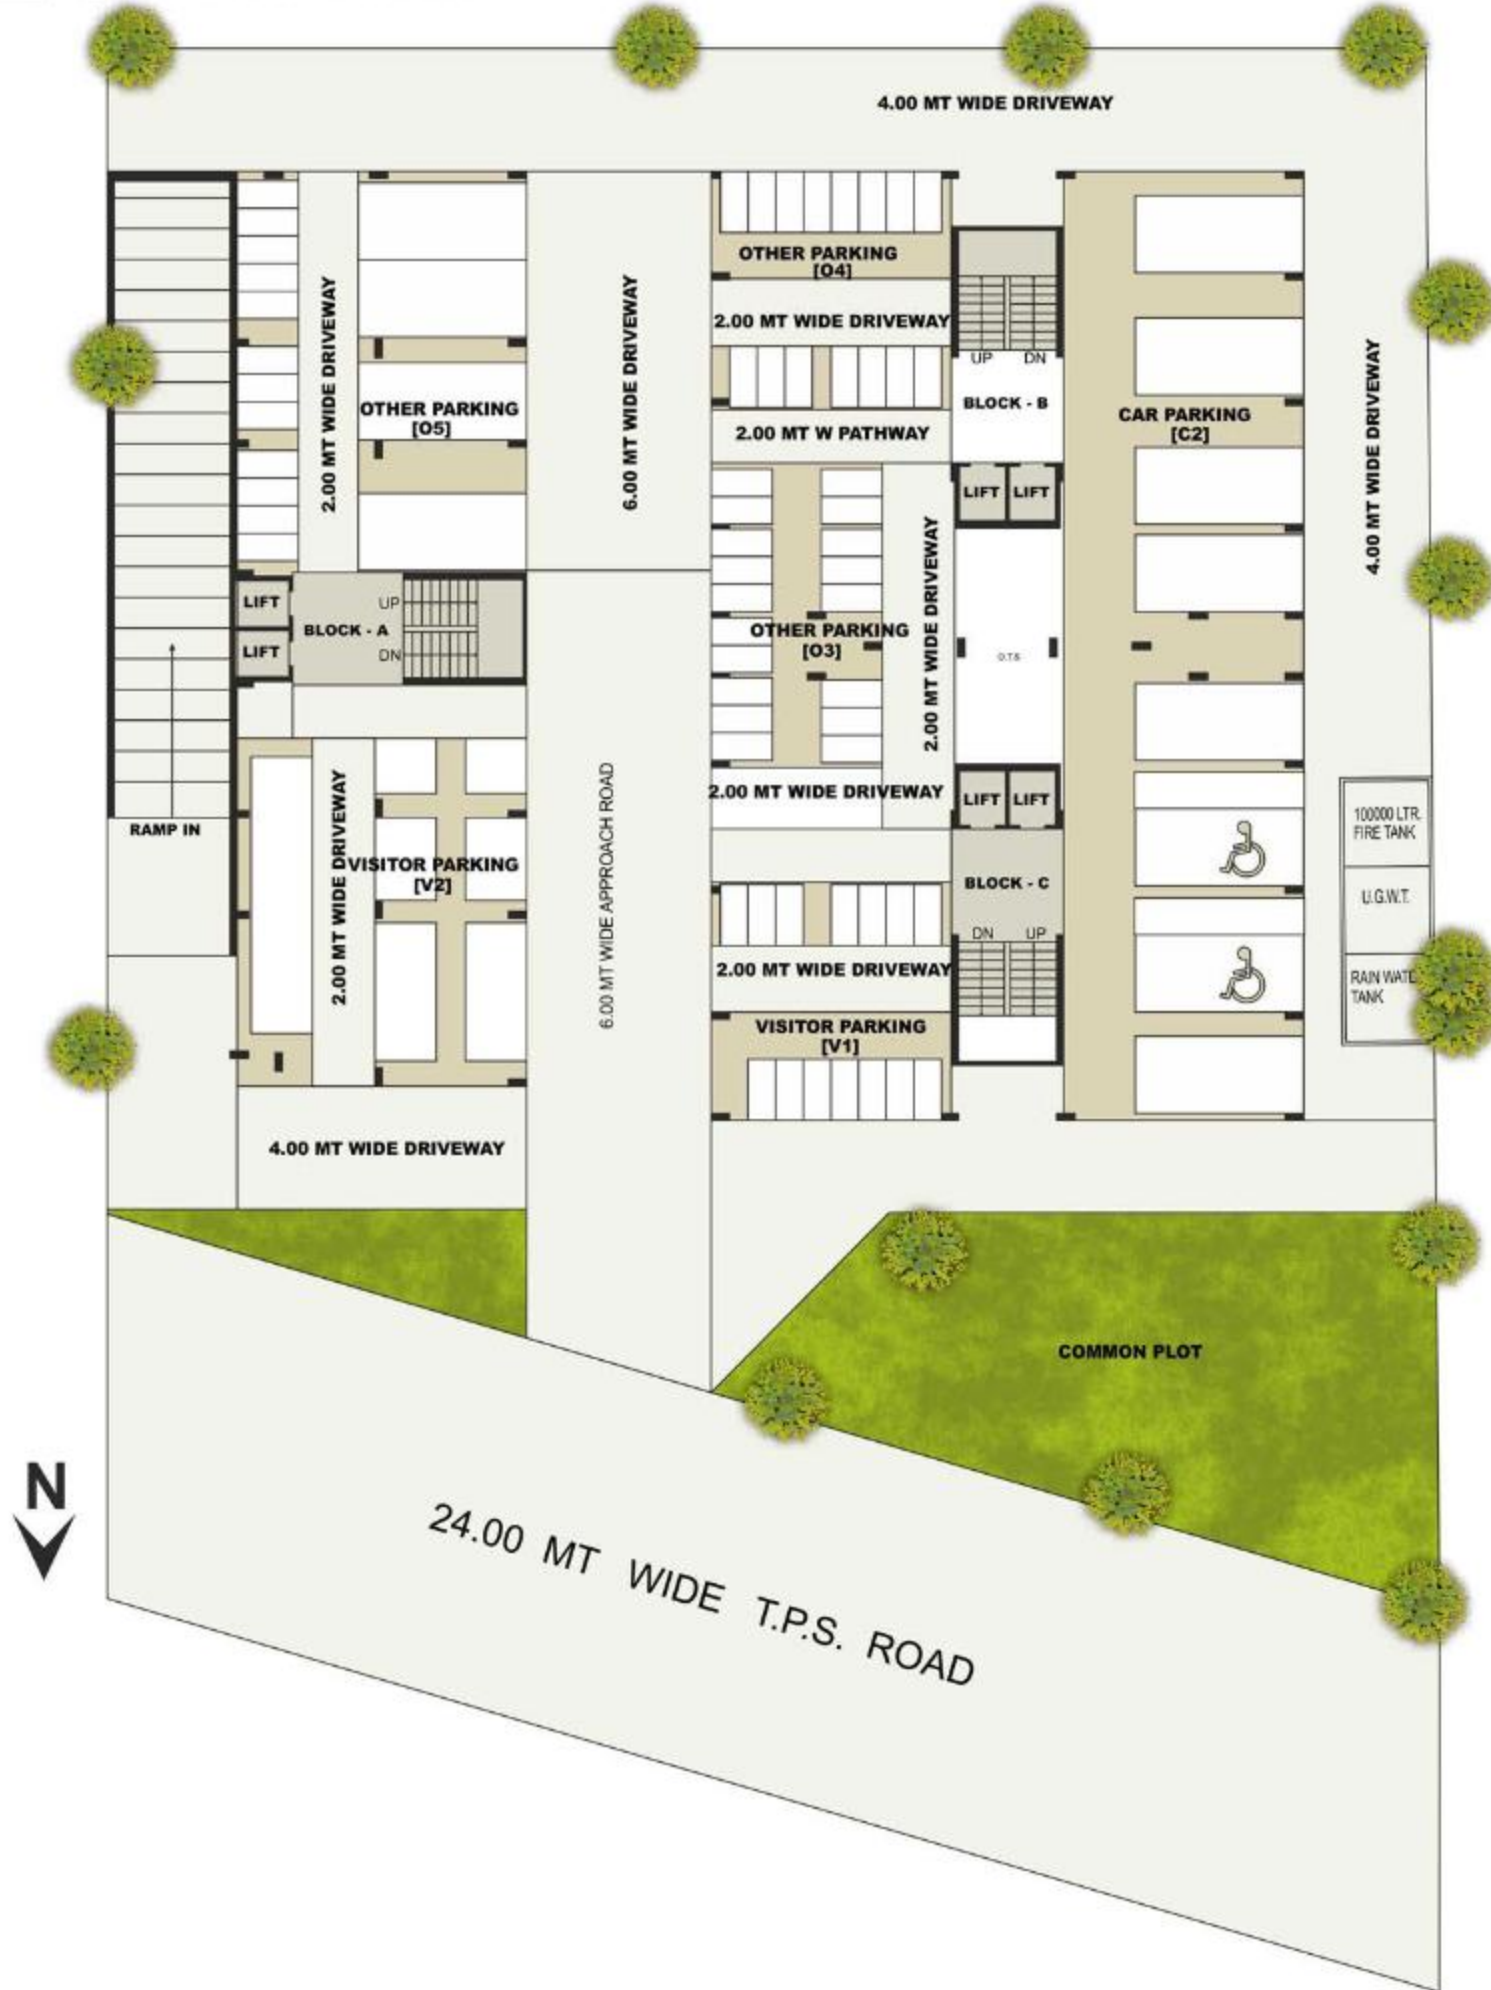 4.00 MT WIDE DRIVEWAY
OTHER PARKING
[O4]
2.00 MT WIDE DRIVEWAY
6.00 MT WIDE DRIVEWAY
2.00 MT WIDE DRIVEWAY
UP DN
BLOCK - B
OTHER PARKING
[O5]
CAR PARKING
[C2]
4.00 MT WIDE DRIVEWAY
2.00 MT W PATHWAY
LIFT LIFT
2.00 MT WIDE DRIVEWAY
LIFT
UP
BLOCK - A
LIFT
DN
OTHER PARKING
[O3]
O.T.S
2.00 MT WIDE DRIVEWAY
LIFT LIFT
RAMP IN
100000 LTR.
FIRE TANK
VISITOR PARKING
[V2]
2.00 MT WIDE DRIVEWAY
6.00 MT WIDE APPROACH ROAD
BLOCK - C
U.G.W.T.
DN UP
2.00 MT WIDE DRIVEWAY
RAIN WATE
TANK
VISITOR PARKING
[V1]
4.00 MT WIDE DRIVEWAY
COMMON PLOT
N
24.00 MT WIDE T.P.S. ROAD